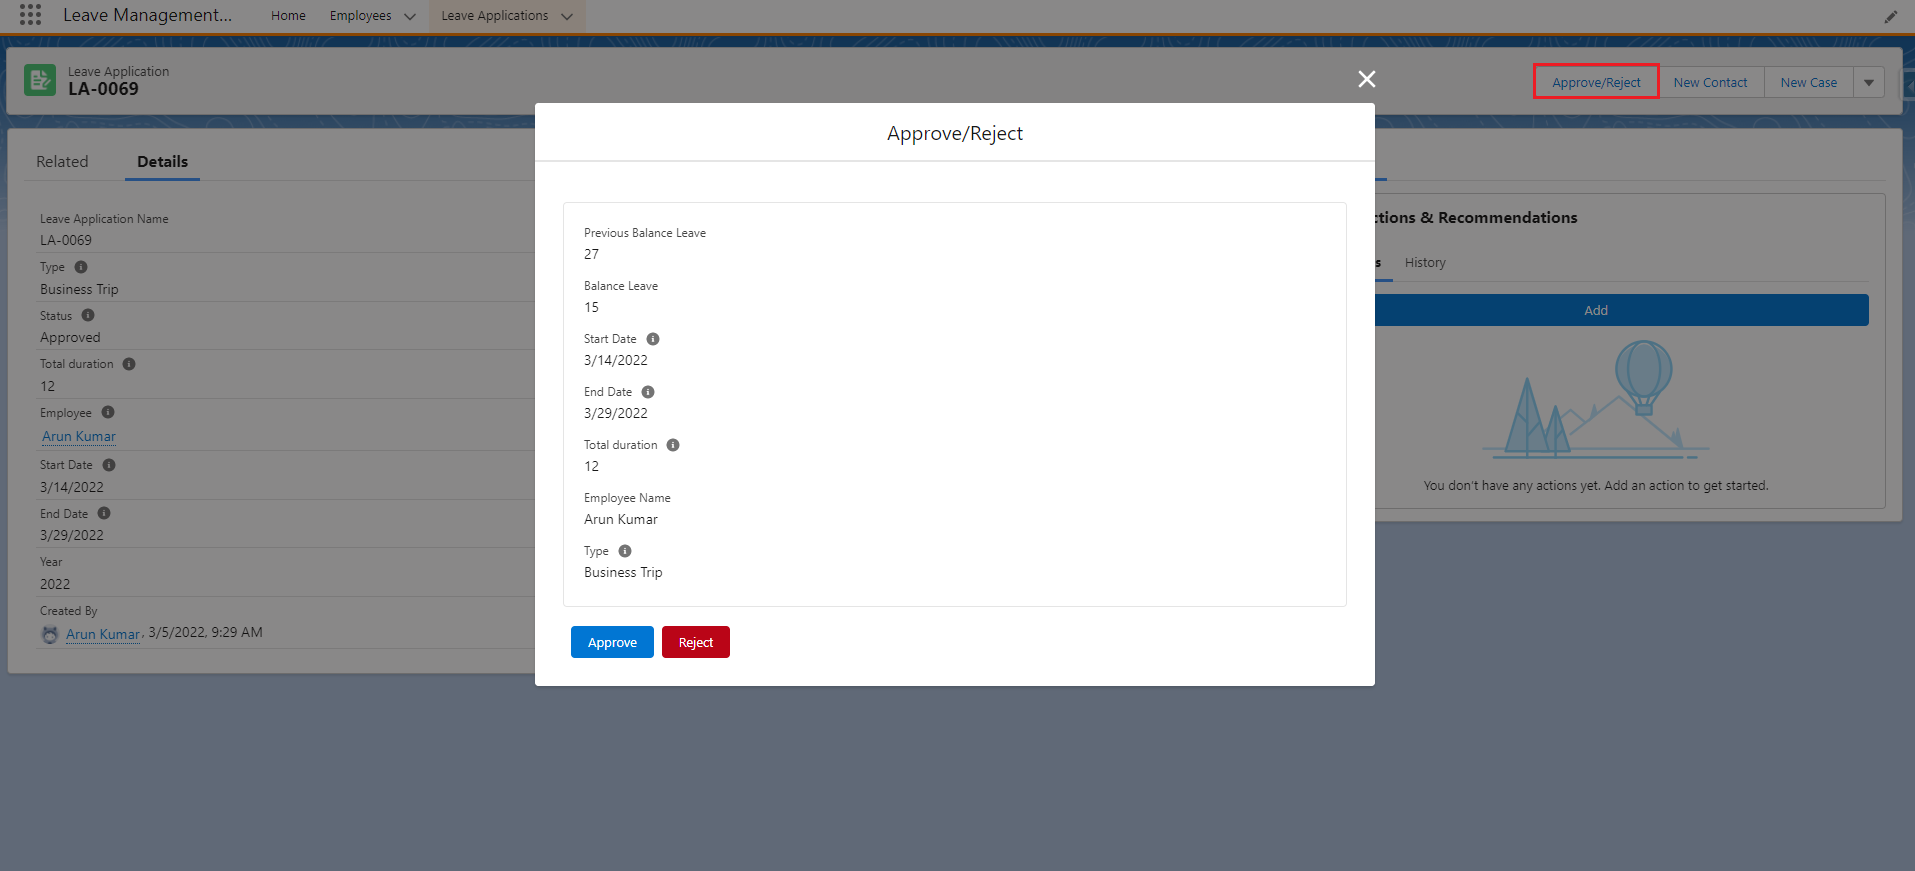 Leave Management...
Home
Employees
Leave Applications
Leave Application
LA-0069
Approve/Reject
New Contact
New Case
Related
Details
Leave Application Name
LA-0069
Type
Business Trip
Status
Approved
Total duration
12
Employee
Arun Kumar
Start Date
3/14/2022
End Date
3/29/2022
Year
2022
Created By
Arun Kumar, 3/5/2022, 9:29 AM
Approve/Reject
Previous Balance Leave
27
Balance Leave
15
Start Date
3/14/2022
End Date
3/29/2022
Total duration
12
Employee Name
Arun Kumar
Type
Business Trip
Approve
Reject
& Recommendations
History
Add
You don't have any actions yet. Add an action to get started.